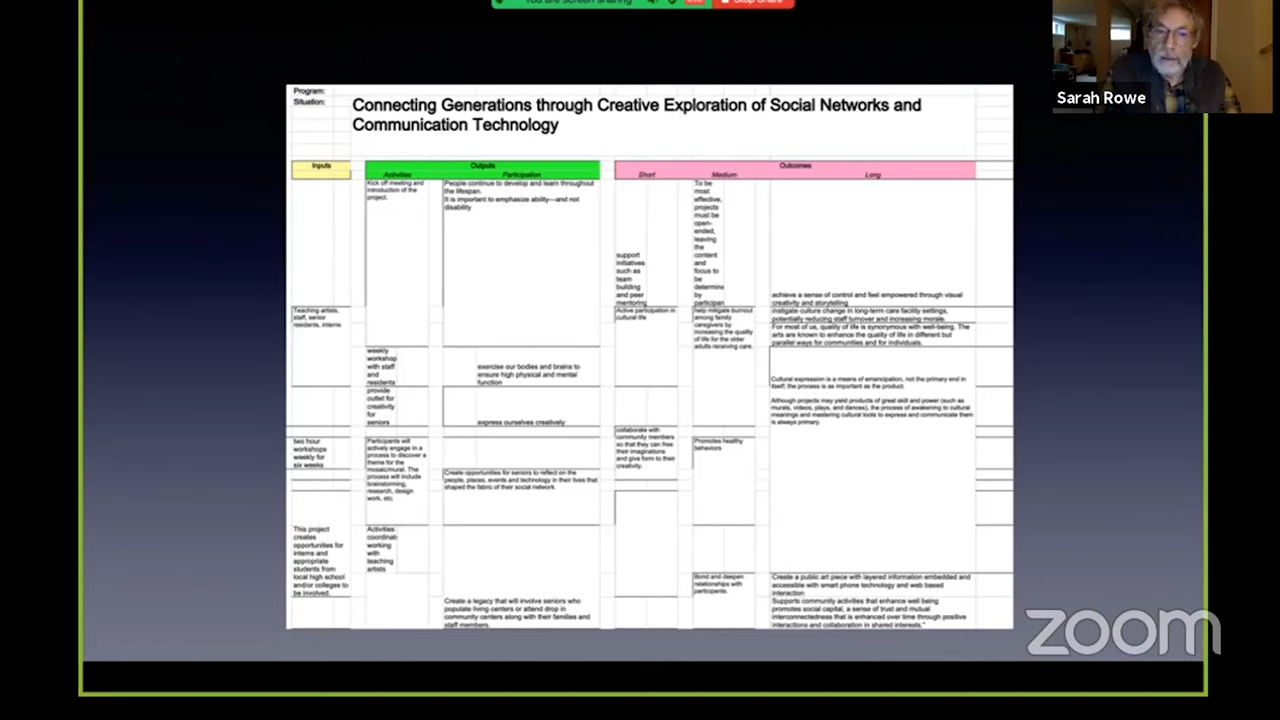 You are screen sharing
Stop Share
Sarah Rowe
Program:
Situation:
Connecting Generations through Creative Exploration of Social Networks and
Communication Technology
Inputs
Outputs
Outcomes
Activities
Participation
Short
Medium
Long
Kick off meeting and
introduction of the
project.
People continue to develop and learn throughout
the lifespan.
It is important to emphasize ability—and not
disability
support
initiatives
such as
team
building
and peer
mentoring
To be
most
effective,
projects
must be
open-
ended,
leaving
the
content
and
focus to
be
determine
by
participan
achieve a sense of control and feel empowered through visual
creativity and storytelling
Teaching artists,
staff, senior
residents, interns
Active participation in
cultural life
help mitigate burnout
among family
caregivers by
increasing the quality
of life for the older
adults receiving care.
instigate culture change in long-term care facility settings,
potentially reducing staff turnover and increasing morale.
For most of us, quality of life is synonymous with well-being. The
arts are known to enhance the quality of life in different but
parallel ways for communities and for individuals.
weekly
workshop
with staff
and
residents
exercise our bodies and brains to
ensure high physical and mental
function
Cultural expression is a means of emancipation, not the primary end in
itself; the process is as important as the product.
Although projects may yield products of great skill and power (such as
murals, videos, plays, and dances), the process of awakening to cultural
meanings and mastering cultural tools to express and communicate them
is always primary.
provide
outlet for
creativity
for
seniors
express ourselves creatively
collaborate with
community members
so that they can free
their imaginations
and give form to their
creativity.
two hour
workshops
weekly for
six weeks
Participants will
actively engage in a
process to discover a
theme for the
mosaic/mural. The
process will include
brainstorming,
research, design
work, etc.
Promotes healthy
behaviors
Create opportunities for seniors to reflect on the
people, places, events and technology in their lives that
shaped the fabric of their social network.
This project
creates
opportunities for
interns and
appropriate
students from
local high school
and/or colleges to
be involved.
Activities
coordinat
working
with
teaching
artists
Bond and deepen
relationships with
participants.
Create a public art piece with layered information embedded and
accessible with smart phone technology and web based
interaction
Create a legacy that will involve seniors who
populate living centers or attend drop in
community centers along with their families and
staff members.
Supports community activities that enhance well being
promotes social capital, a sense of trust and mutual
interconnectedness that is enhanced over time through positive
interactions and collaboration in shared interests."
zoom